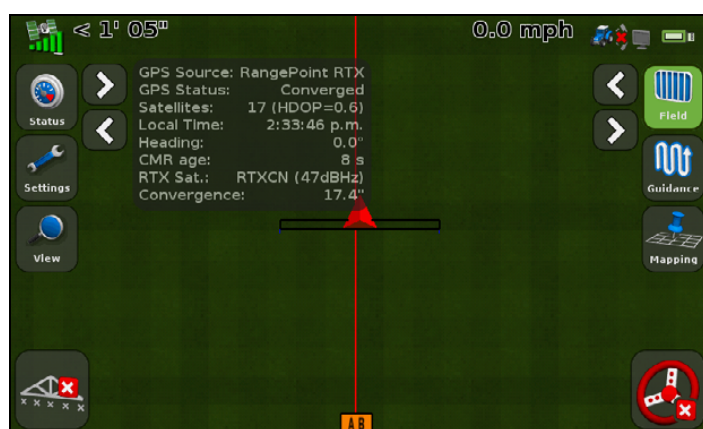 < 1' 05"
0.0 mph
GPS Source: RangePoint RTX
GPS Status: Converged
Satellites: 17 (HDOP=0.6)
Local Time: 2:33:46 p.m.
Heading: 0.0°
CMR age: 8 s
RTX Sat.: RTXCN (47dBHz)
Convergence: 17.4"
Status
Settings
View
Field
Guidance
Mapping
x x x x x
AB